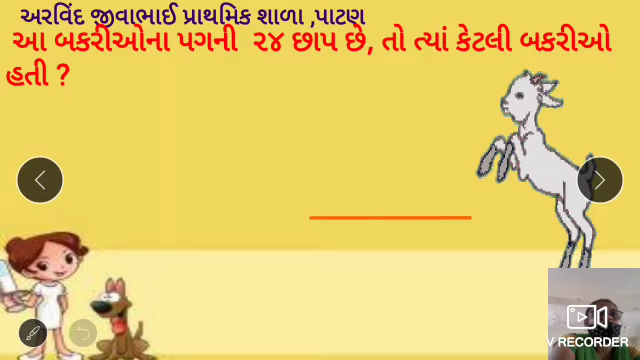 અરવિંદ જીવાભાઈ પ્રાથમિક શાળા ,પાટણ
આ બકરીઓના પગની ૨૪ છાપ છે, તો ત્યાં કેટલી બકરીઓ
હતી ?
V RECORDER